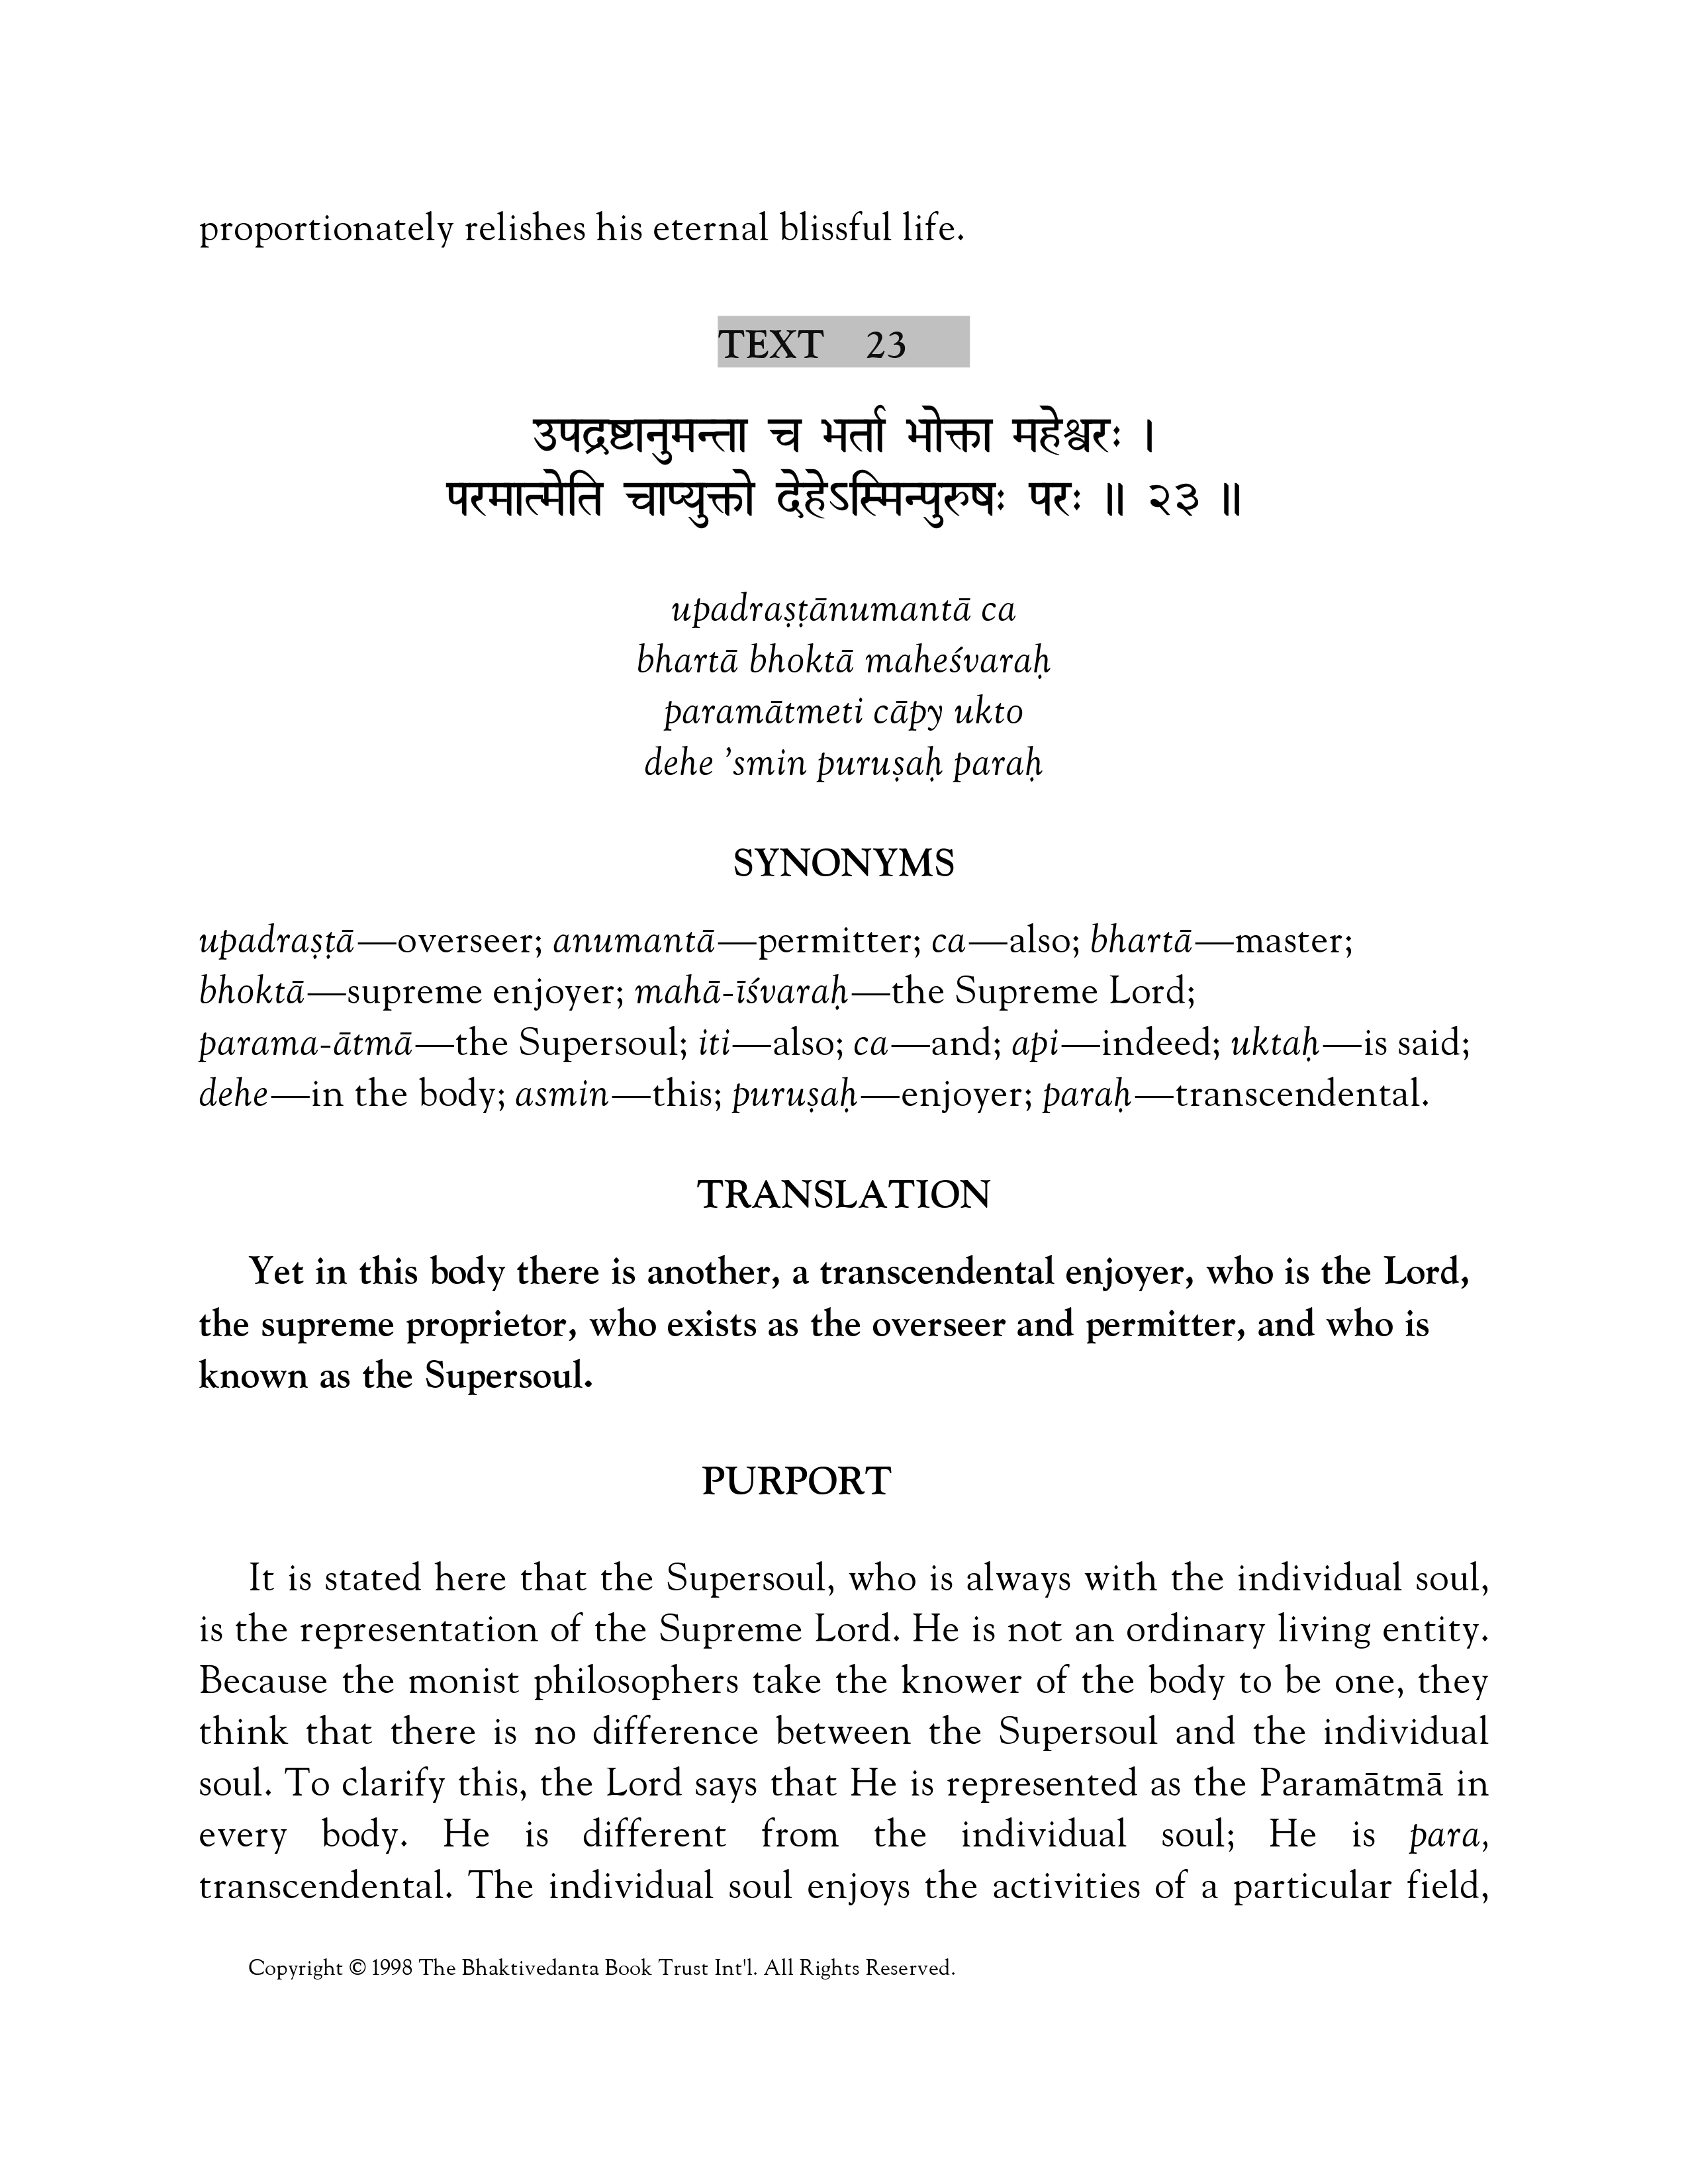 proportionately relishes his eternal blissful life.
TEXT 23
उपद्रष्टानुमन्ता च भर्ता भोक्ता महेश्वरः ।
परमात्मेति चाप्युक्तो देहेऽस्मिन्पुरुषः परः ॥ २३ ॥
upadraṣṭānumantā ca
bhartā bhoktā maheśvaraḥ
paramātmeti cāpy ukto
dehe ’smin puruṣaḥ paraḥ
SYNONYMS
upadraṣṭā—overseer; anumantā—permitter; ca—also; bhartā—master;
bhoktā—supreme enjoyer; mahā-īśvaraḥ—the Supreme Lord;
parama-ātmā—the Supersoul; iti—also; ca—and; api—indeed; uktaḥ—is said;
dehe—in the body; asmin—this; puruṣaḥ—enjoyer; paraḥ—transcendental.
TRANSLATION
Yet in this body there is another, a transcendental enjoyer, who is the Lord,
the supreme proprietor, who exists as the overseer and permitter, and who is
known as the Supersoul.
PURPORT
It is stated here that the Supersoul, who is always with the individual soul,
is the representation of the Supreme Lord. He is not an ordinary living entity.
Because the monist philosophers take the knower of the body to be one, they
think that there is no difference between the Supersoul and the individual
soul. To clarify this, the Lord says that He is represented as the Paramātmā in
every body. He is different from the individual soul; He is para,
transcendental. The individual soul enjoys the activities of a particular field,
Copyright © 1998 The Bhaktivedanta Book Trust Int'l. All Rights Reserved.